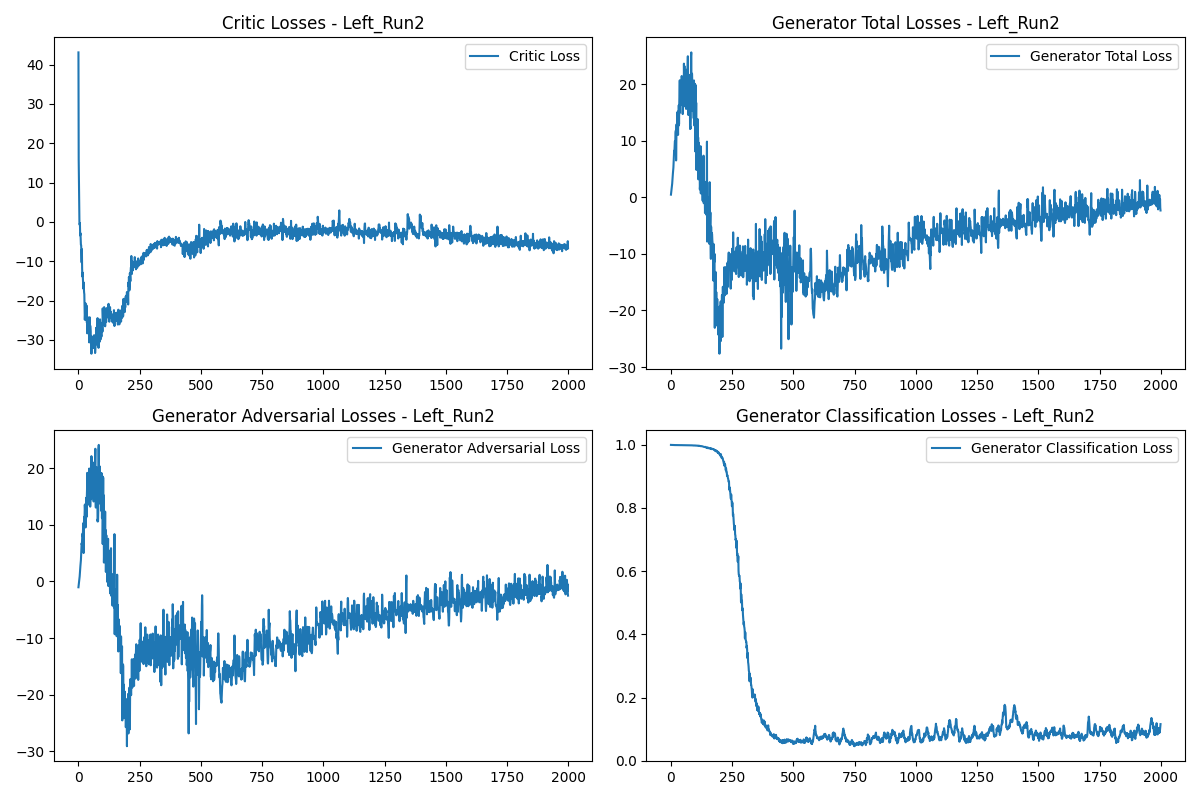 Critic Losses - Left_Run2
Critic Loss
40
30
20
10
0
−10
−20
−30
0 250 500 750 1000 1250 1500 1750 2000
Generator Total Losses - Left_Run2
Generator Total Loss
20
10
0
−10
−20
−30
0 250 500 750 1000 1250 1500 1750 2000
Generator Adversarial Losses - Left_Run2
Generator Adversarial Loss
20
10
0
−10
−20
−30
0 250 500 750 1000 1250 1500 1750 2000
Generator Classification Losses - Left_Run2
Generator Classification Loss
1.0
0.8
0.6
0.4
0.2
0.0
0 250 500 750 1000 1250 1500 1750 2000